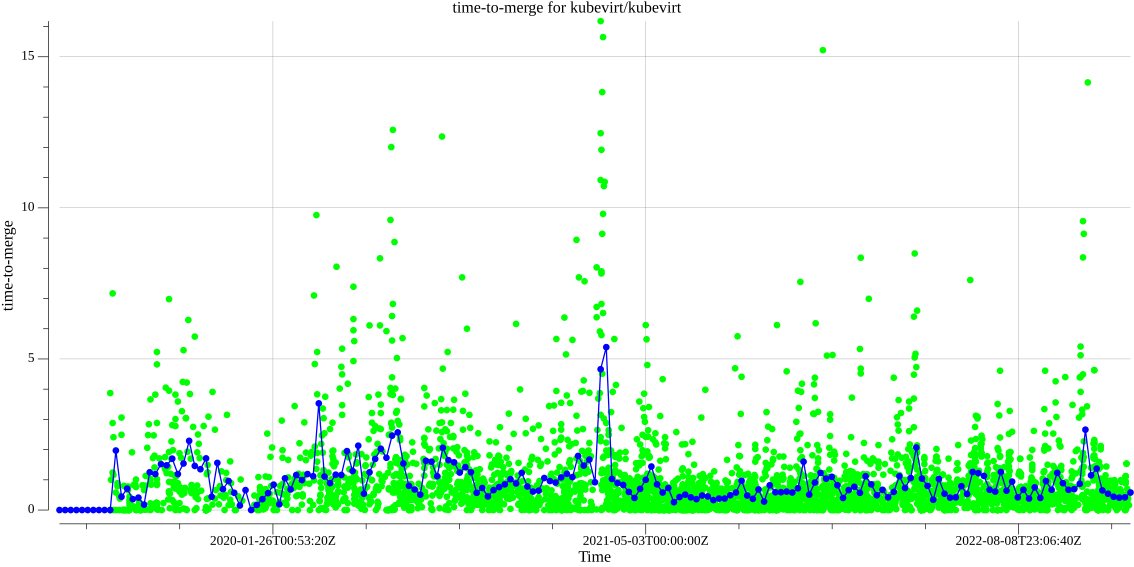 time-to-merge for kubevirt/kubevirt
15
10
5
0
time-to-merge
2020-01-26T00:53:20Z
2021-05-03T00:00:00Z
2022-08-08T23:06:40Z
Time